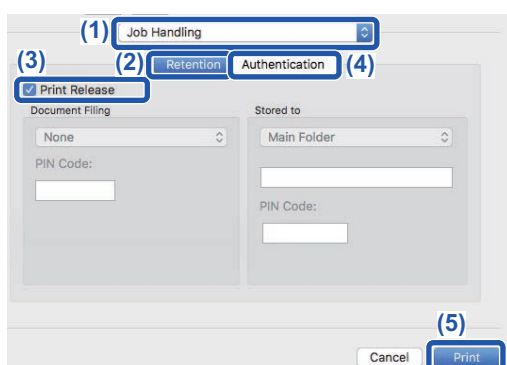 (1) Job Handling
(3) (2) Retention Authentication (4)
Print Release
Document Filing Stored to
None Main Folder
PIN Code:
PIN Code:
(5)
Cancel Print